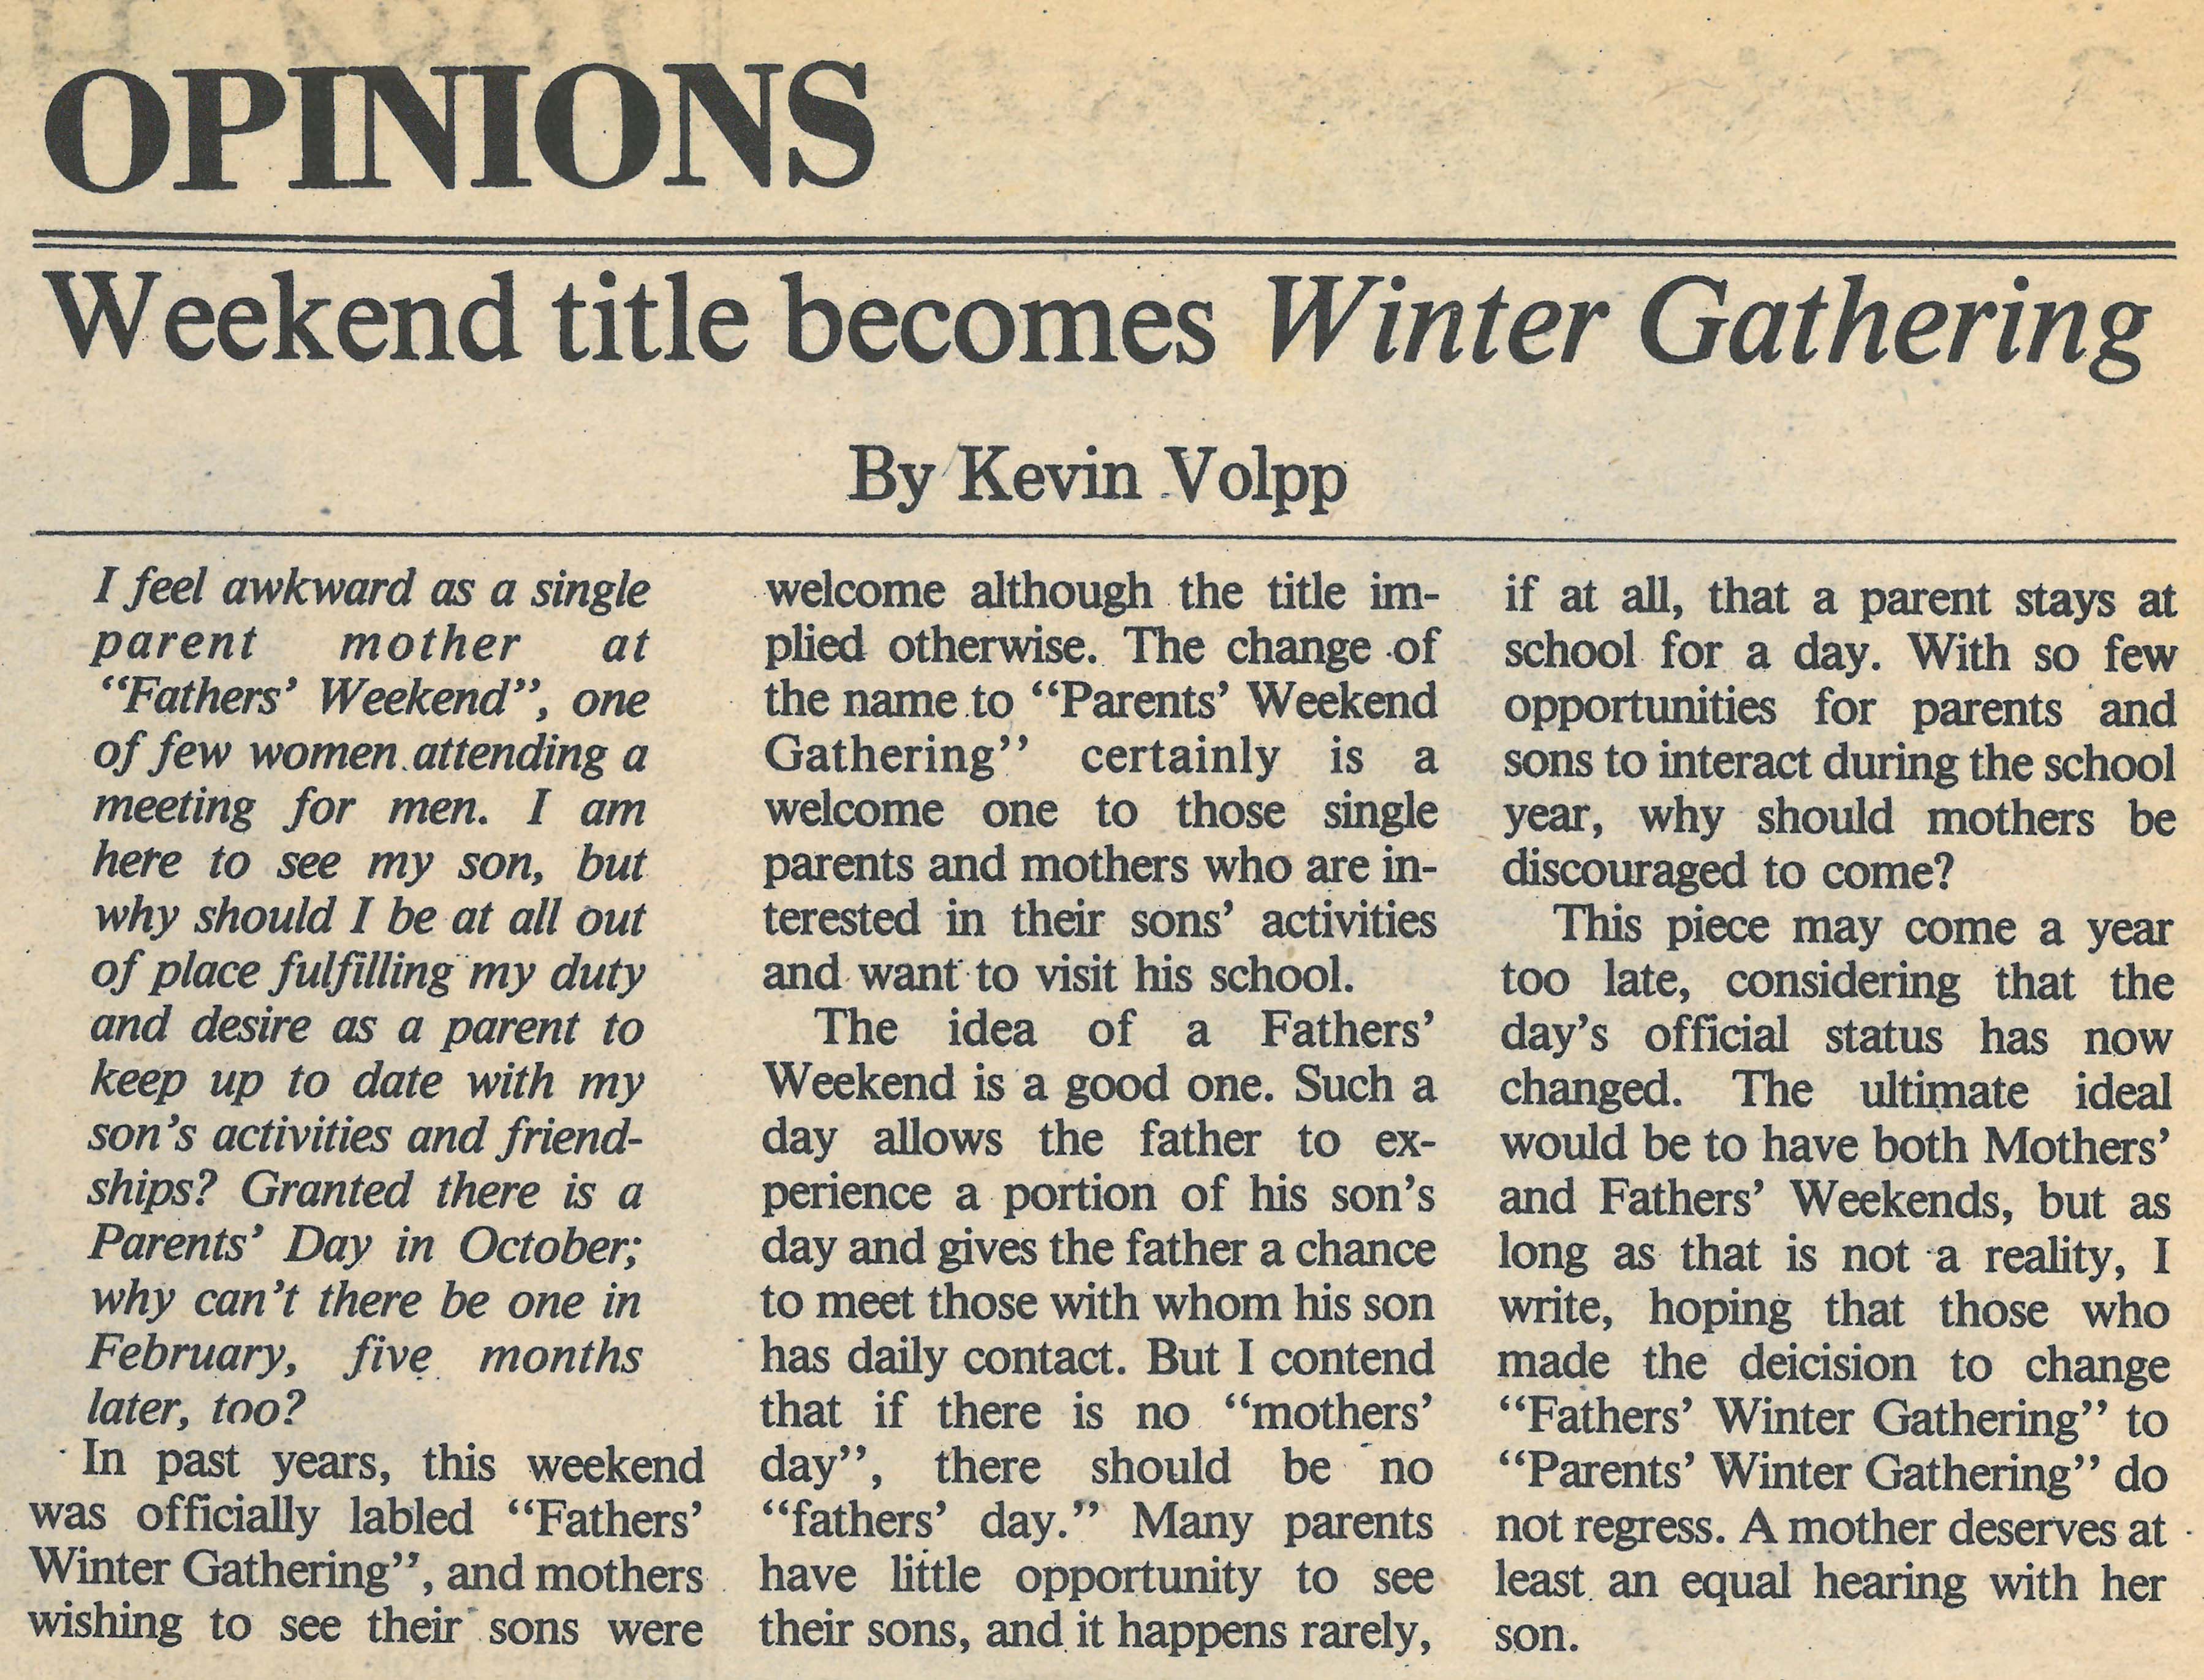 OPINIONS
Weekend title becomes Winter Gathering
By Kevin Volpp
I feel awkward as a single
parent mother at
“Fathers’ Weekend”, one
of few women attending a
meeting for men. I am
here to see my son, but
why should I be at all out
of place fulfilling my duty
and desire as a parent to
keep up to date with my
son’s activities and friend-
ships? Granted there is a
Parents’ Day in October;
why can’t there be one in
February, five months
later, too?
In past years, this weekend
was officially labled “Fathers’
Winter Gathering”, and mothers
wishing to see their sons were
welcome although the title im-
plied otherwise. The change of
the name to “Parents’ Weekend
Gathering” certainly is a
welcome one to those single
parents and mothers who are in-
terested in their sons’ activities
and want to visit his school.
The idea of a Fathers’
Weekend is a good one. Such a
day allows the father to ex-
perience a portion of his son’s
day and gives the father a chance
to meet those with whom his son
has daily contact. But I contend
that if there is no “mothers’
day”, there should be no
“fathers’ day.” Many parents
have little opportunity to see
their sons, and it happens rarely,
if at all, that a parent stays at
school for a day. With so few
opportunities for parents and
sons to interact during the school
year, why should mothers be
discouraged to come?
This piece may come a year
too late, considering that the
day’s official status has now
changed. The ultimate ideal
would be to have both Mothers’
and Fathers’ Weekends, but as
long as that is not a reality, I
write, hoping that those who
made the deicision to change
“Fathers’ Winter Gathering” to
“Parents’ Winter Gathering” do
not regress. A mother deserves at
least an equal hearing with her
son.